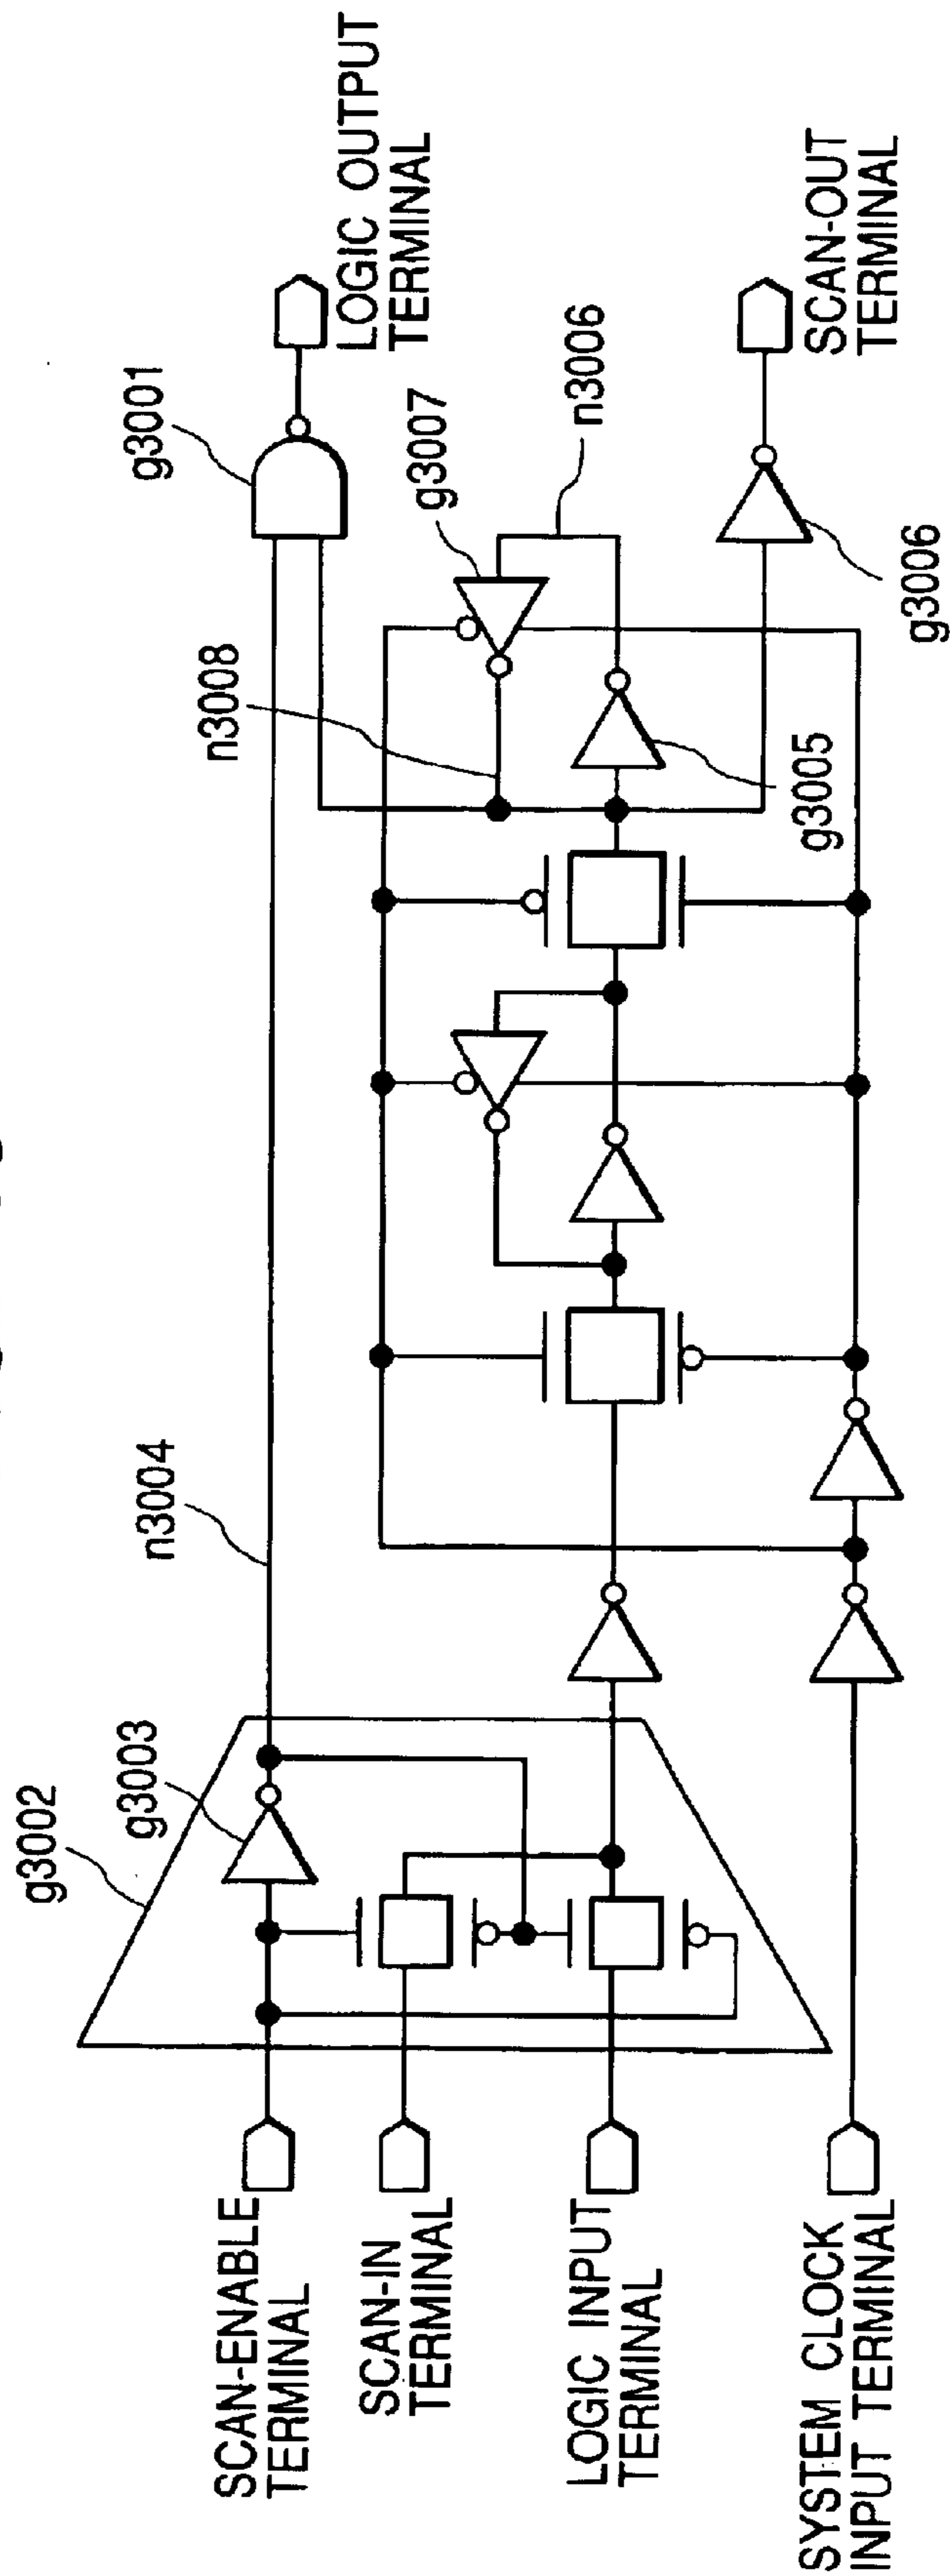 SCAN-ENABLE
TERMINAL
SCAN-IN
TERMINAL
LOGIC INPUT
TERMINAL
SYSTEM CLOCK
INPUT TERMINAL
g3002
g3003
n3004
n3008
g3001
g3007
n3006
g3005
g3006
LOGIC OUTPUT
TERMINAL
SCAN-OUT
TERMINAL